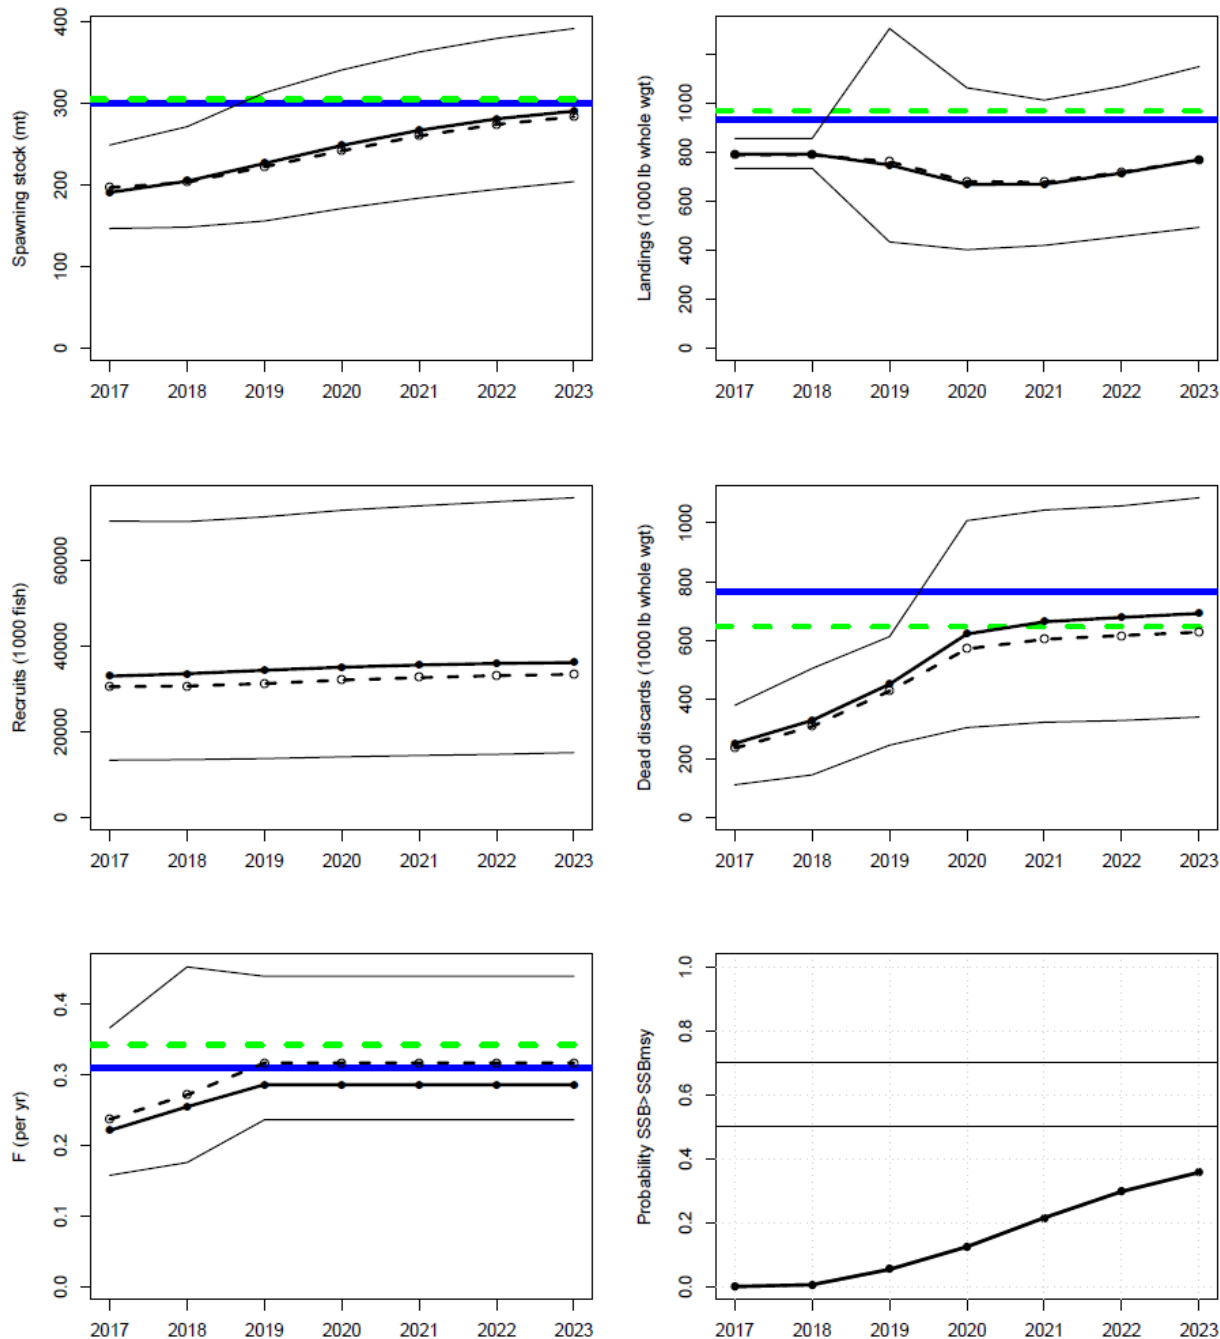 Spawning stock (mt)
400
300
200
100
0
2017 2018 2019 2020 2021 2022 2023
Landings (1000 lb whole wgt)
1000
800
600
400
200
0
2017 2018 2019 2020 2021 2022 2023
Recruits (1000 fish)
60000
40000
20000
0
2017 2018 2019 2020 2021 2022 2023
Dead discards (1000 lb whole wgt)
1000
800
600
400
200
0
2017 2018 2019 2020 2021 2022 2023
F (per yr)
0.4
0.3
0.2
0.1
0.0
2017 2018 2019 2020 2021 2022 2023
Probability SSB>SSBmsy
1.0
0.8
0.6
0.4
0.2
0.0
2017 2018 2019 2020 2021 2022 2023